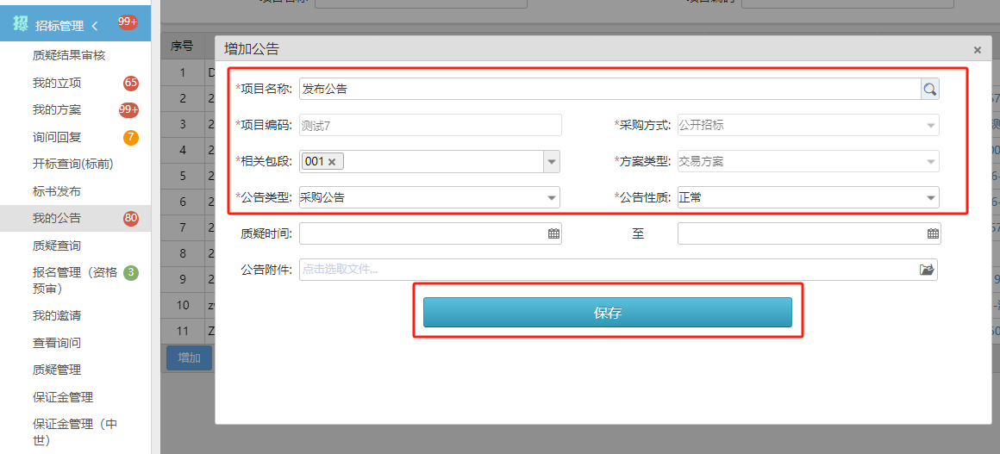 招 招标管理 99+
质疑结果审核
我的立项 65
我的方案 99+
询问回复 7
开标查询(标前)
标书发布
我的公告 80
质疑查询
报名管理（资格
预审） 3
我的邀请
查看询问
质疑管理
保证金管理
保证金管理（中
世）
序号
1
2 2
3 2
4 2
5 2
6 2
7 2
8 2
9 2
10 zv
11 Z
增加
增加公告 ×
*项目名称: 发布公告
*项目编码: 测试7 *采购方式: 公开招标
*相关包段: 001 × *方案类型: 交易方案
*公告类型: 采购公告 *公告性质: 正常
质疑时间: 至
公告附件: 点击选取文件...
保存